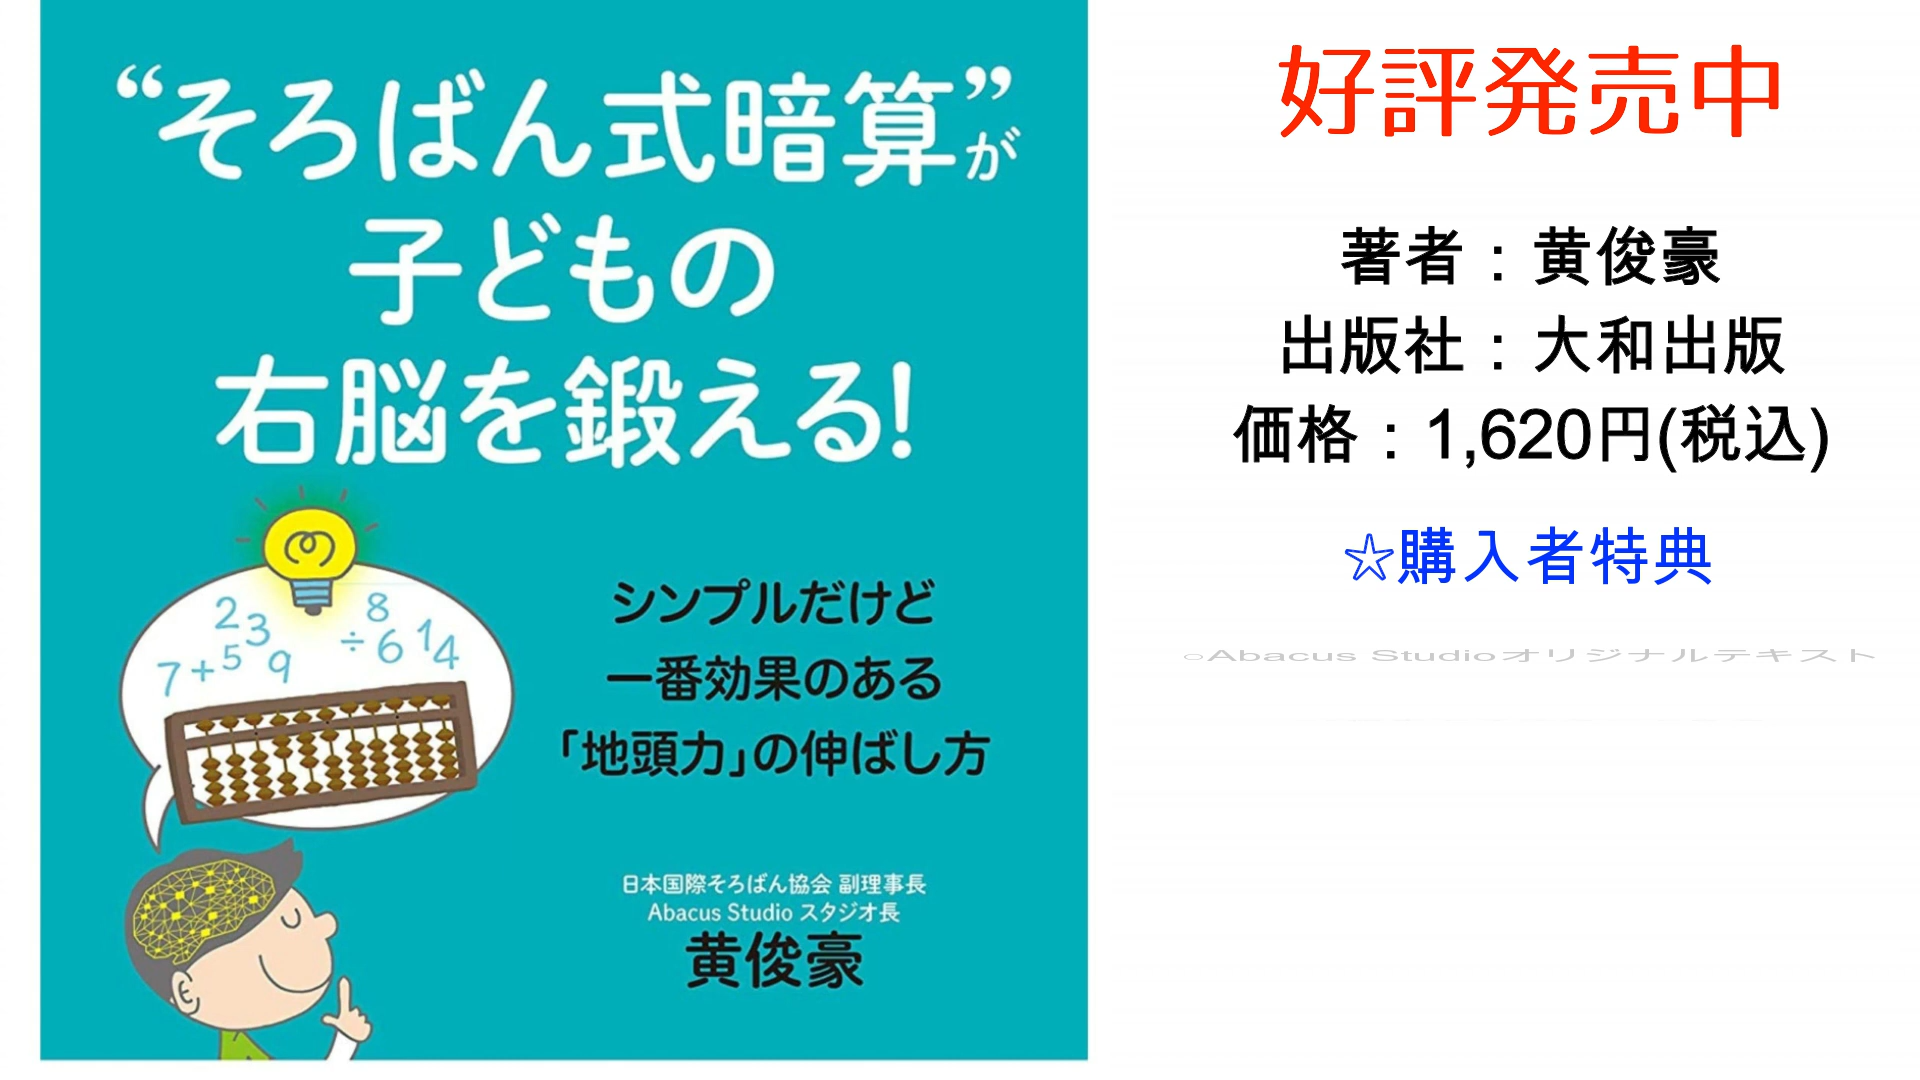 “そろばん式暗算”が
子どもの
右脳を鍛える!
2 3 8
7+5 9 ÷6 14
シンプルだけど
一番効果のある
「地頭力」の伸ばし方
日本国際そろばん協会 副理事長
Abacus Studio スタジオ長
黄俊豪
好評発売中
著者：黄俊豪
出版社：大和出版
価格：1,620円(税込)
☆購入者特典
○Abacus Studioオリジナルテキスト